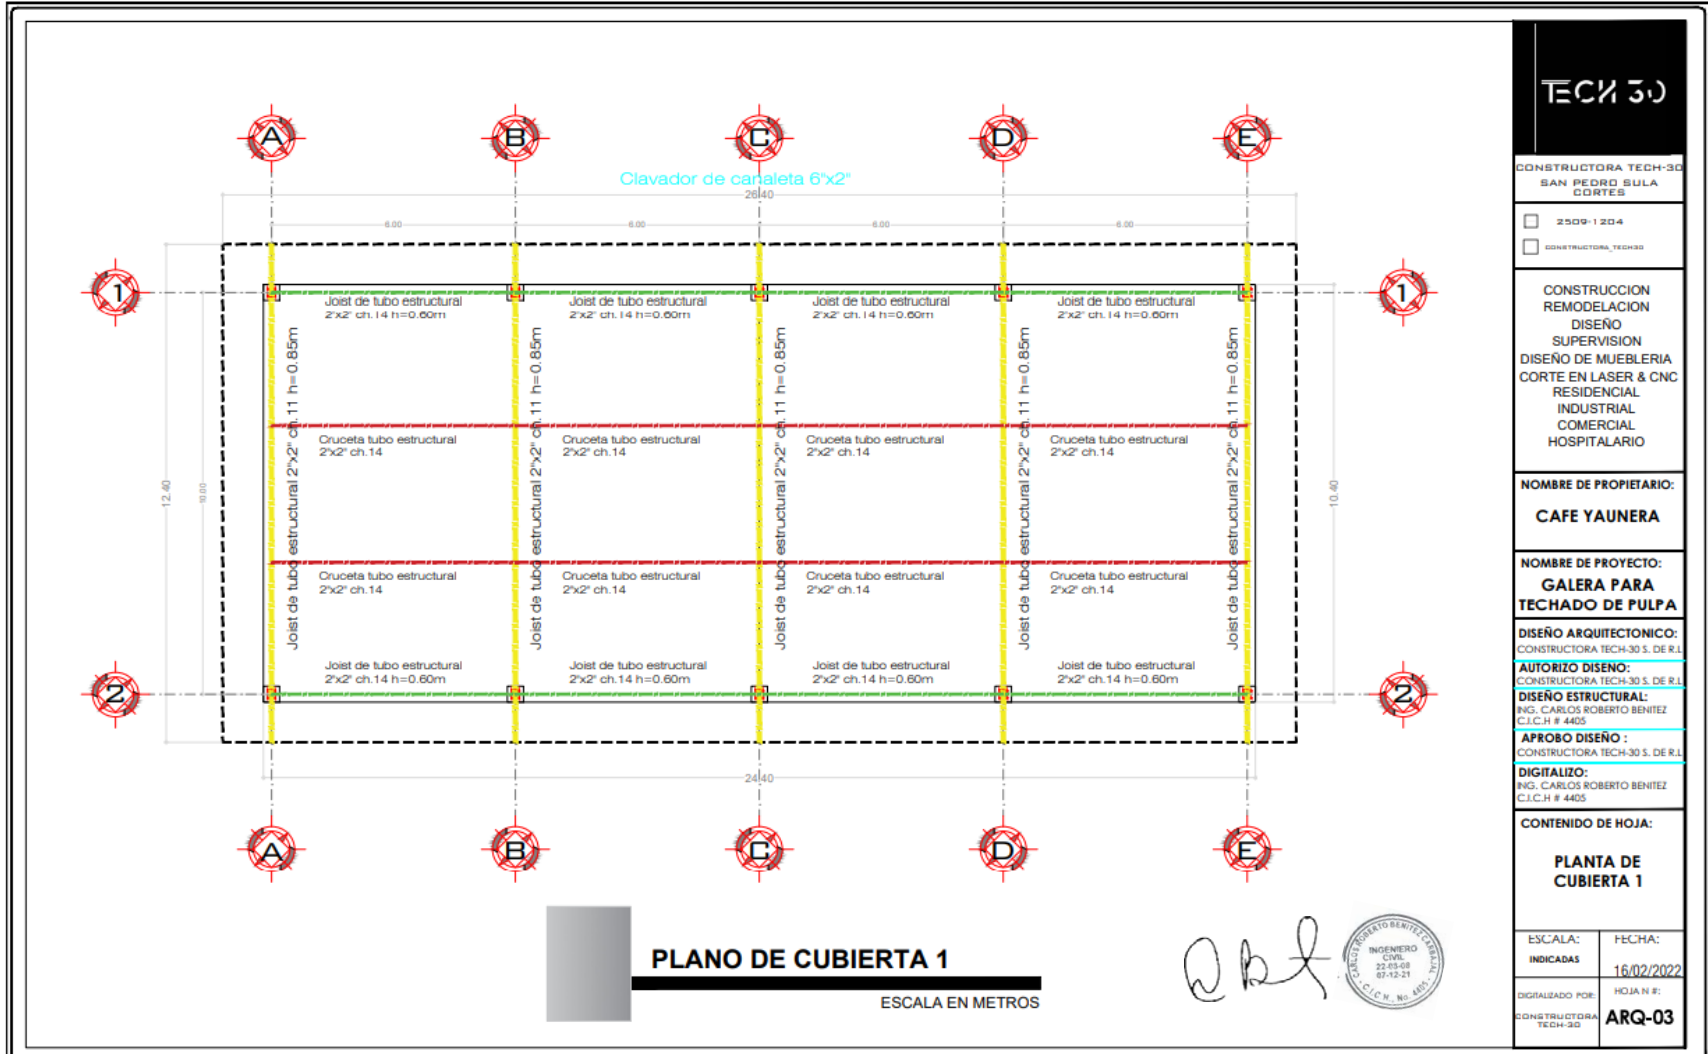 A B C D E
Clavador de canaleta 6"x2"
26.40
6.00 6.00 6.00 6.00
1 1
Joist de tubo estructural
2"x2" ch.14 h=0.60m
Joist de tubo estructural
2"x2" ch.14 h=0.60m
Joist de tubo estructural
2"x2" ch.14 h=0.60m
Joist de tubo estructural
2"x2" ch.14 h=0.60m
Joist de tubo estructural 2"x2" ch.11 h=0.85m
Joist de tubo estructural 2"x2" ch.11 h=0.85m
Joist de tubo estructural 2"x2" ch.11 h=0.85m
Joist de tubo estructural 2"x2" ch.11 h=0.85m
Joist de tubo estructural 2"x2" ch.11 h=0.85m
Cruceta tubo estructural
2"x2" ch.14
Cruceta tubo estructural
2"x2" ch.14
Cruceta tubo estructural
2"x2" ch.14
Cruceta tubo estructural
2"x2" ch.14
12.40
10.00
10.40
Cruceta tubo estructural
2"x2" ch.14
Cruceta tubo estructural
2"x2" ch.14
Cruceta tubo estructural
2"x2" ch.14
Cruceta tubo estructural
2"x2" ch.14
Joist de tubo estructural
2"x2" ch.14 h=0.60m
Joist de tubo estructural
2"x2" ch.14 h=0.60m
Joist de tubo estructural
2"x2" ch.14 h=0.60m
Joist de tubo estructural
2"x2" ch.14 h=0.60m
2 2
24.40
A B C D E
PLANO DE CUBIERTA 1
ESCALA EN METROS
CARLOS ROBERTO BENITEZ CARBAJAL
INGENIERO
CIVIL
22-05-08
07-12-21
C.I.C.H. No. 4405
TECH 30
CONSTRUCTORA TECH-30
SAN PEDRO SULA
CORTES
2509-1204
CONSTRUCTORA_TECH30
CONSTRUCCION
REMODELACION
DISEÑO
SUPERVISION
DISEÑO DE MUEBLERIA
CORTE EN LASER & CNC
RESIDENCIAL
INDUSTRIAL
COMERCIAL
HOSPITALARIO
NOMBRE DE PROPIETARIO:
CAFE YAUNERA
NOMBRE DE PROYECTO:
GALERA PARA
TECHADO DE PULPA
DISEÑO ARQUITECTONICO:
CONSTRUCTORA TECH-30 S. DE R.L
AUTORIZO DISENO:
CONSTRUCTORA TECH-30 S. DE R.L
DISEÑO ESTRUCTURAL:
ING. CARLOS ROBERTO BENITEZ
C.I.C.H # 4405
APROBO DISEÑO :
CONSTRUCTORA TECH-30 S. DE R.L
DIGITALIZO:
ING. CARLOS ROBERTO BENITEZ
C.I.C.H # 4405
CONTENIDO DE HOJA:
PLANTA DE
CUBIERTA 1
ESCALA:
INDICADAS
FECHA:
16/02/2022
DIGITALIZADO POR:
CONSTRUCTORA
TECH-30
HOJA N #:
ARQ-03